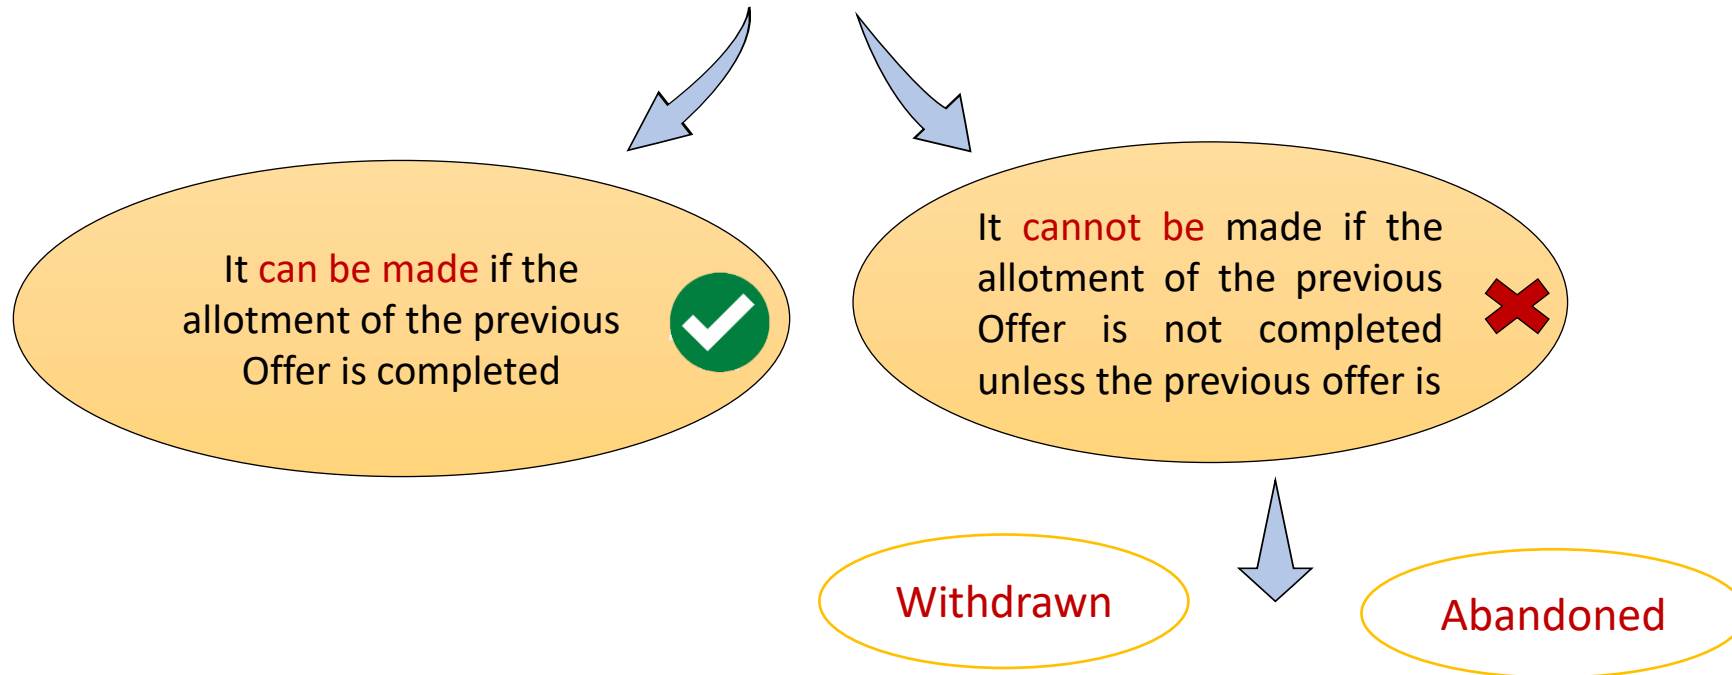 It can be made if the
allotment of the previous
Offer is completed
It cannot be made if the
allotment of the previous
Offer is not completed
unless the previous offer is
Withdrawn
Abandoned